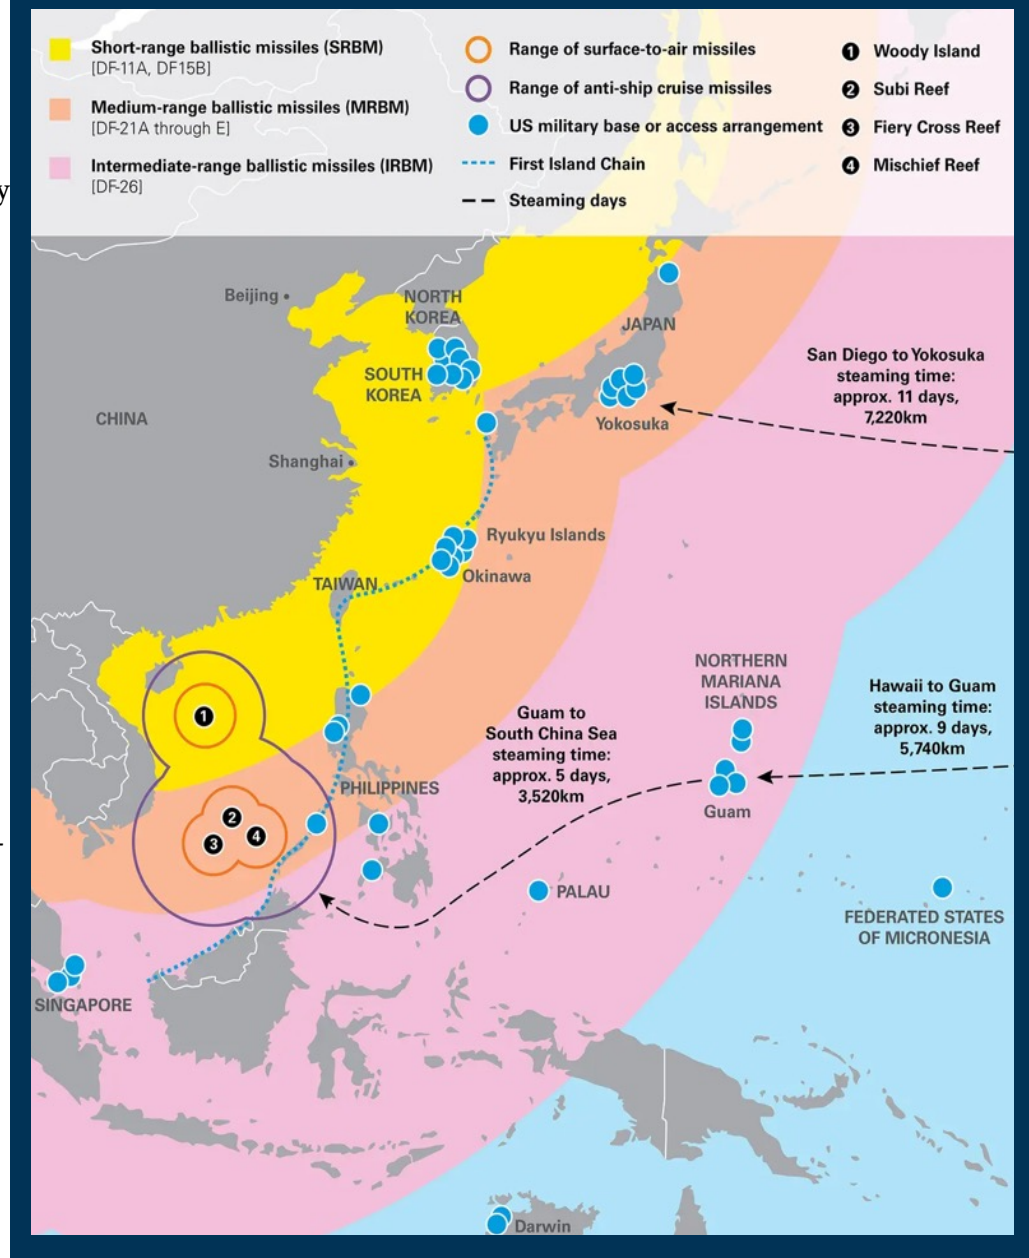 y
Short-range ballistic missiles (SRBM)
[DF-11A, DF15B]
Medium-range ballistic missiles (MRBM)
[DF-21A through E]
Intermediate-range ballistic missiles (IRBM)
[DF-26]
Range of surface-to-air missiles
Range of anti-ship cruise missiles
US military base or access arrangement
First Island Chain
Steaming days
1 Woody Island
2 Subi Reef
3 Fiery Cross Reef
4 Mischief Reef
Beijing
NORTH
KOREA
JAPAN
SOUTH
KOREA
San Diego to Yokosuka
steaming time:
approx. 11 days,
7,220km
CHINA
Yokosuka
Shanghai
Ryukyu Islands
Okinawa
TAIWAN
NORTHERN
MARIANA
ISLANDS
Hawaii to Guam
steaming time:
approx. 9 days,
5,740km
Guam to
South China Sea
steaming time:
approx. 5 days,
3,520km
1
PHILIPPINES
Guam
2
3
4
PALAU
FEDERATED STATES
OF MICRONESIA
SINGAPORE
Darwin